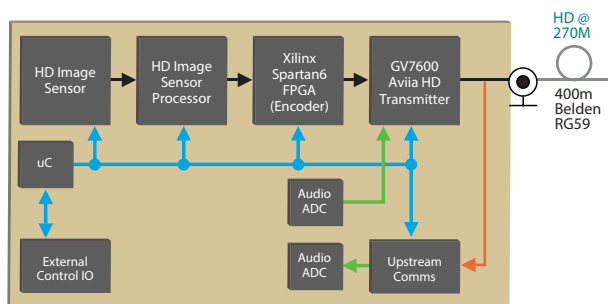 HD @
270M
HD Image
Sensor
HD Image
Sensor
Processor
Xilinx
Spartan6
FPGA
(Encoder)
GV7600
Aviia HD
Transmitter
400m
Belden
RG59
uC
Audio
ADC
External
Control IO
Audio
ADC
Upstream
Comms